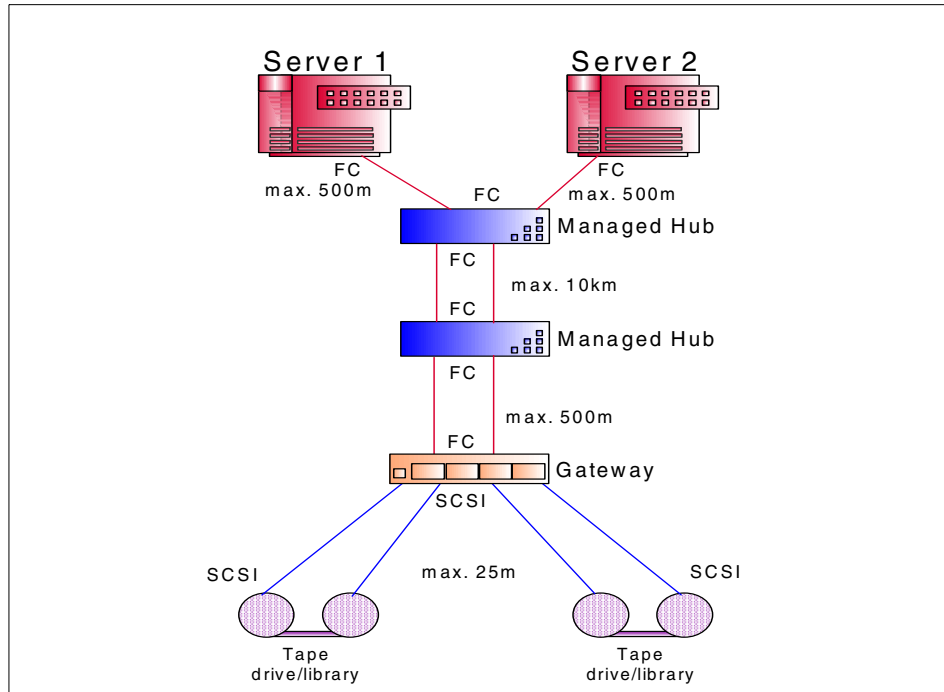 Server 1
Server 2
FC
max. 500m
FC
FC
max. 500m
Managed Hub
FC
max. 10km
FC
Managed Hub
FC
max. 500m
FC
Gateway
SCSI
SCSI
max. 25m
SCSI
Tape
drive/library
Tape
drive/library